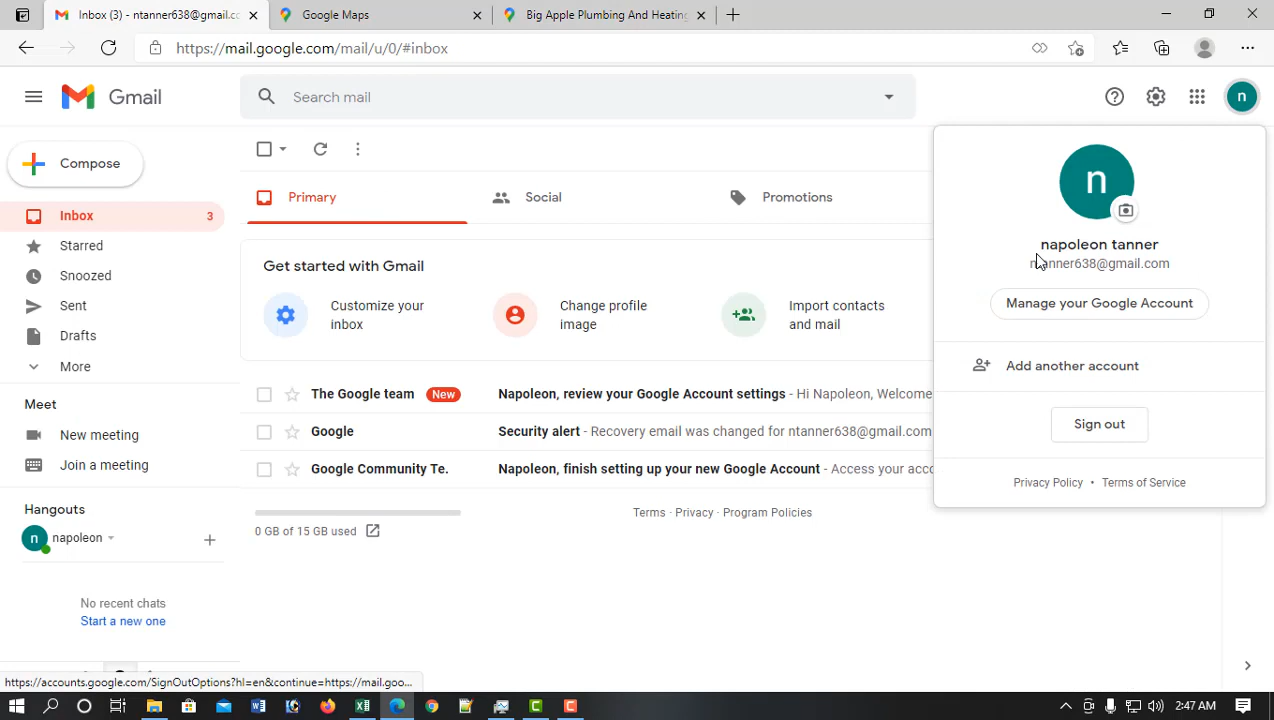 Inbox (3) - ntanner638@gmail.co
Google Maps
Big Apple Plumbing And Heating
https://mail.google.com/mail/u/0/#inbox
Gmail
Search mail
n
Compose
Primary
Social
Promotions
Inbox 3
Starred
Snoozed
Sent
Drafts
More
Get started with Gmail
Customize your
inbox
Change profile
image
Import contacts
and mail
n
napoleon tanner
ntanner638@gmail.com
Manage your Google Account
Add another account
Sign out
Privacy Policy • Terms of Service
The Google team New Napoleon, review your Google Account settings - Hi Napoleon, Welcome
Google Security alert - Recovery email was changed for ntanner638@gmail.com
Google Community Te. Napoleon, finish setting up your new Google Account - Access your acco
Meet
New meeting
Join a meeting
Hangouts
n napoleon
No recent chats
Start a new one
0 GB of 15 GB used
Terms · Privacy · Program Policies
https://accounts.google.com/SignOutOptions?hl=en&continue=https://mail.goo...
2:47 AM